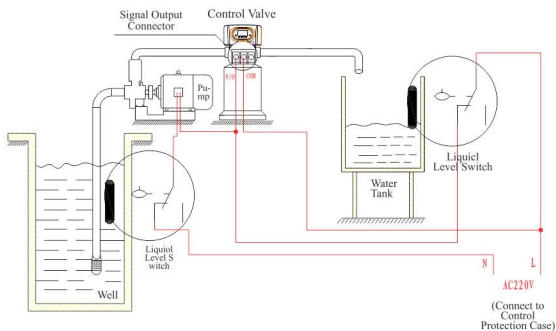 Signal Output
Connector
Control Valve
N/O
COM
Pu-
mp
Liquicl
Level Switch
Water
Tank
Liquiol
Level S
witch
Well
N
L
AC220V
(Connect to
Control
Protection Case)